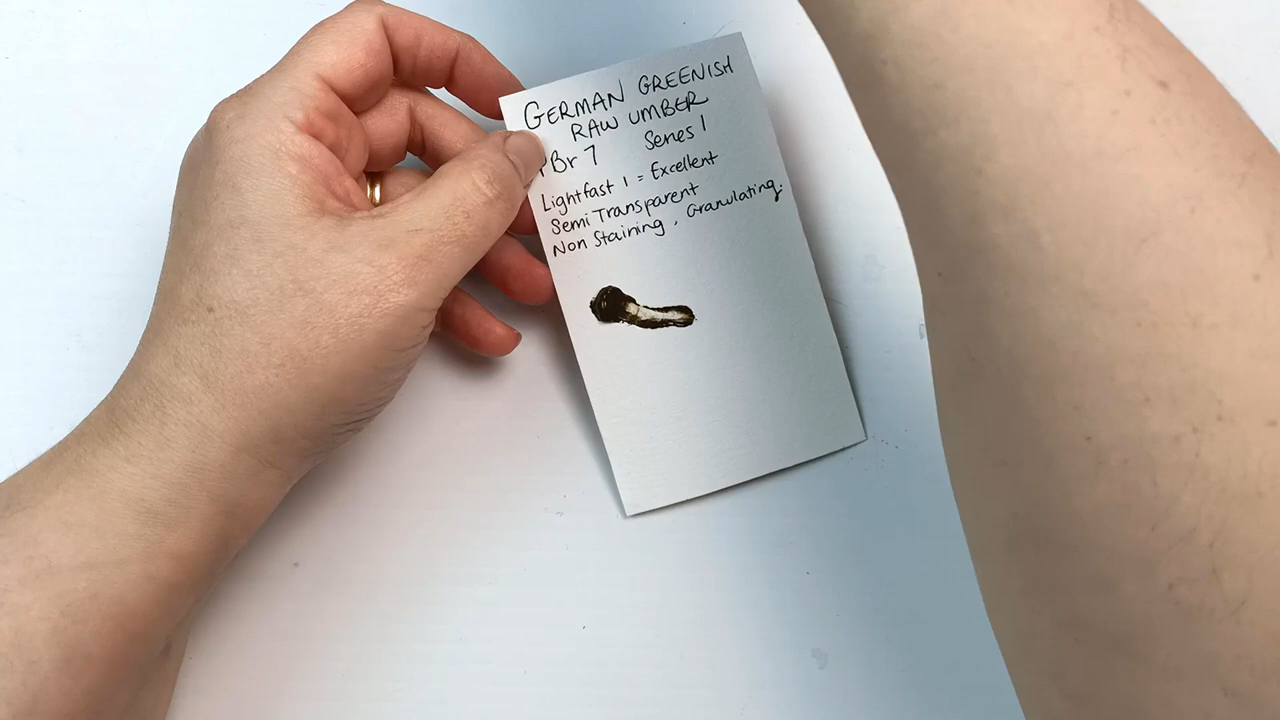 GERMAN GREENISH
RAW UMBER
PBr 7 Series 1
Lightfast 1 = Excellent
Semi Transparent
Non Staining, Granulating.